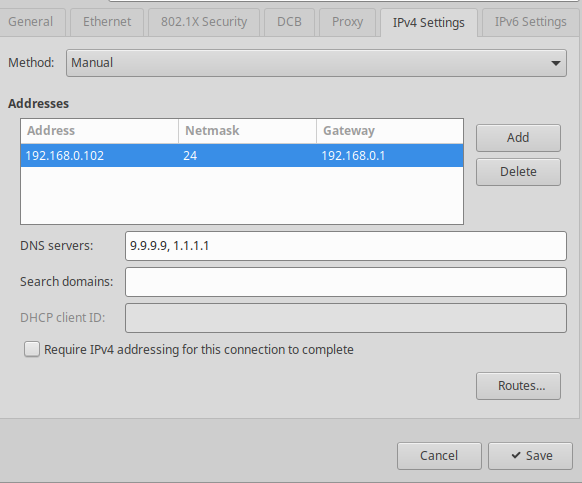 General Ethernet 802.1X Security DCB Proxy IPv4 Settings IPv6 Settings
Method: Manual
Addresses
Address Netmask Gateway
192.168.0.102 24 192.168.0.1
Add
Delete
DNS servers: 9.9.9.9, 1.1.1.1
Search domains:
DHCP client ID:
Require IPv4 addressing for this connection to complete
Routes...
Cancel Save